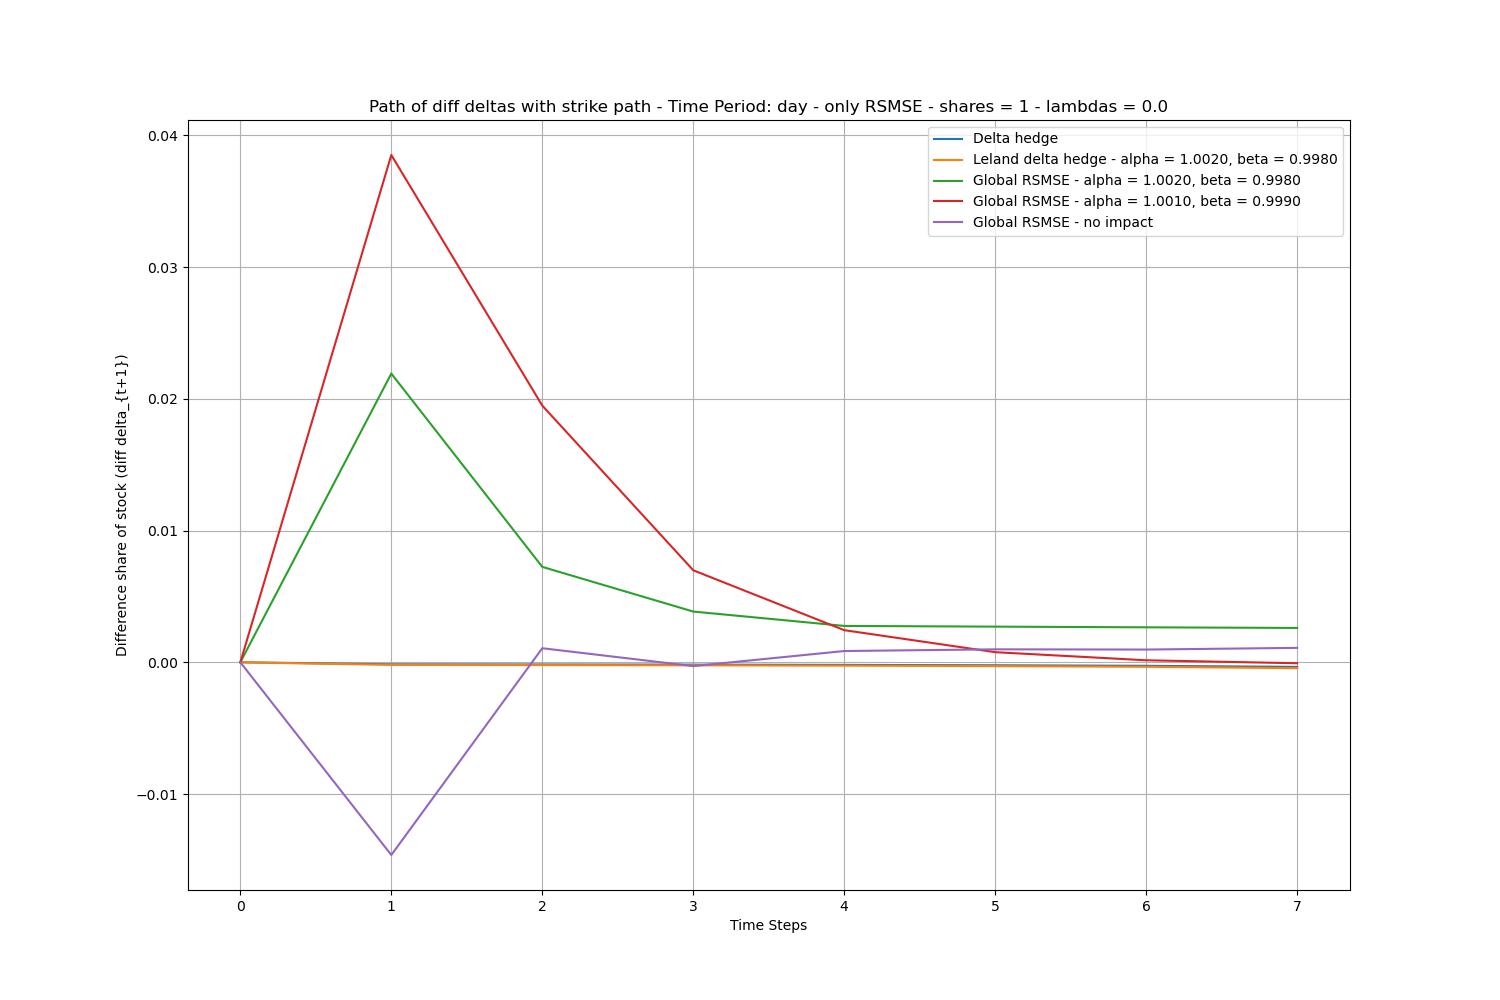 Path of diff deltas with strike path - Time Period: day - only RSMSE - shares = 1 - lambdas = 0.0
Delta hedge
Leland delta hedge - alpha = 1.0020, beta = 0.9980
Global RSMSE - alpha = 1.0020, beta = 0.9980
Global RSMSE - alpha = 1.0010, beta = 0.9990
Global RSMSE - no impact
Difference share of stock (diff delta_{t+1})
0.04
0.03
0.02
0.01
0.00
−0.01
0 1 2 3 4 5 6 7
Time Steps